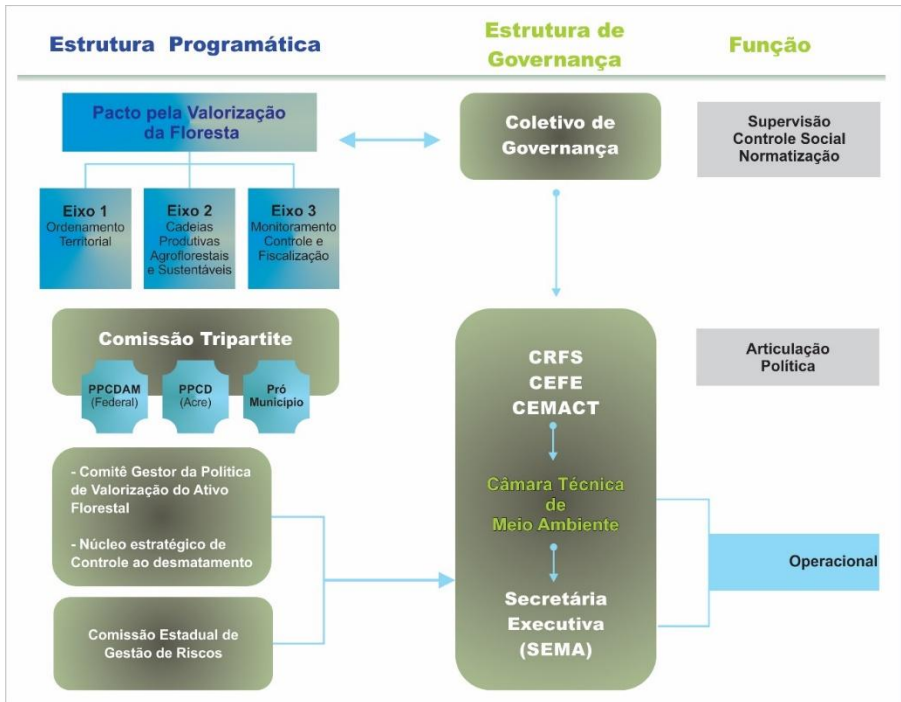 Estrutura Programática
Estrutura de
Governança
Função
Pacto pela Valorização
da Floresta
Coletivo de
Governança
Supervisão
Controle Social
Normatização
Eixo 1
Ordenamento
Territorial
Eixo 2
Cadeias
Produtivas
Agroflorestais
e Sustentáveis
Eixo 3
Monitoramento
Controle e
Fiscalização
Comissão Tripartite
PPCDAM
(Federal)
PPCD
(Acre)
Pró
Município
CRFS
CEFE
CEMACT
Articulação
Política
- Comitê Gestor da Política
de Valorização do Ativo
Florestal
- Núcleo estratégico de
Controle ao desmatamento
Câmara Técnica
de
Meio Ambiente
Operacional
Comissão Estadual de
Gestão de Riscos
Secretária
Executiva
(SEMA)